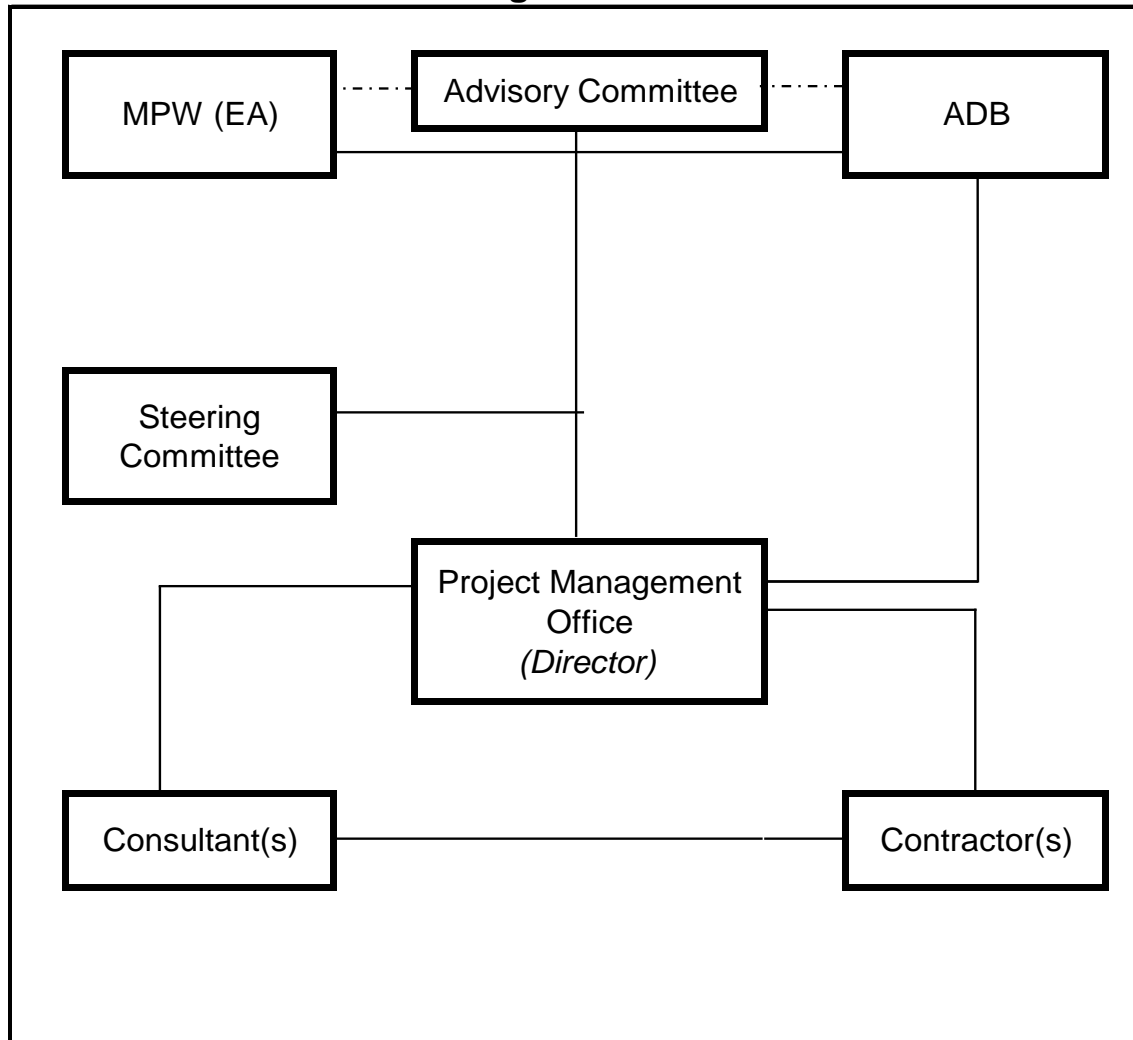 MPW (EA)
Advisory Committee
ADB
Steering
Committee
Project Management
Office
(Director)
Consultant(s)
Contractor(s)